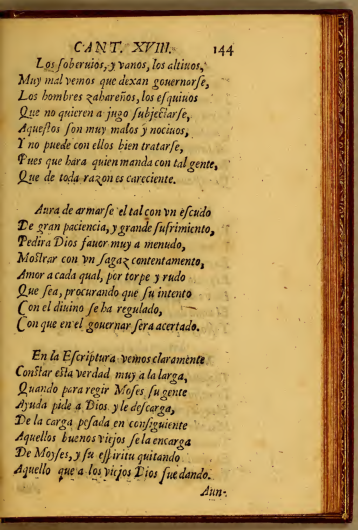 CANT. XVIII. 144
Los soberuios, y vanos, los altiuos,
Muy mal vemos que dexan gouernorse,
Los hombres zahareños, los esquiuos
Que no quieren a jugo subjectarse,
Aquestos son muy malos y nociuos,
Y no puede con ellos bien tratarse,
Pues que hara quien manda con tal gente,
Que de toda razon es careciente.
Aura de armarse el tal con vn escudo
De gran paciencia, y grande sufrimiento,
Pedira Dios fauor muy a menudo,
Mostrar con vn sagaz contentamento,
Amor a cada qual, por torpe y rudo
Que sea, procurando que su intento
Con el diuino se ha regulado,
Con que en el gouernar sera acertado.
En la Escriptura vemos claramente
Constar esta verdad muy a la larga,
Quando para regir Moses su gente
Ayuda pide a Dios y le descarga,
De la carga pesada en consiguiente
Aquellos buenos viejos se la encarga
De Moyses, y su espiritu quitando
Aquello que a los viejos Dios fue dando.
Aun-